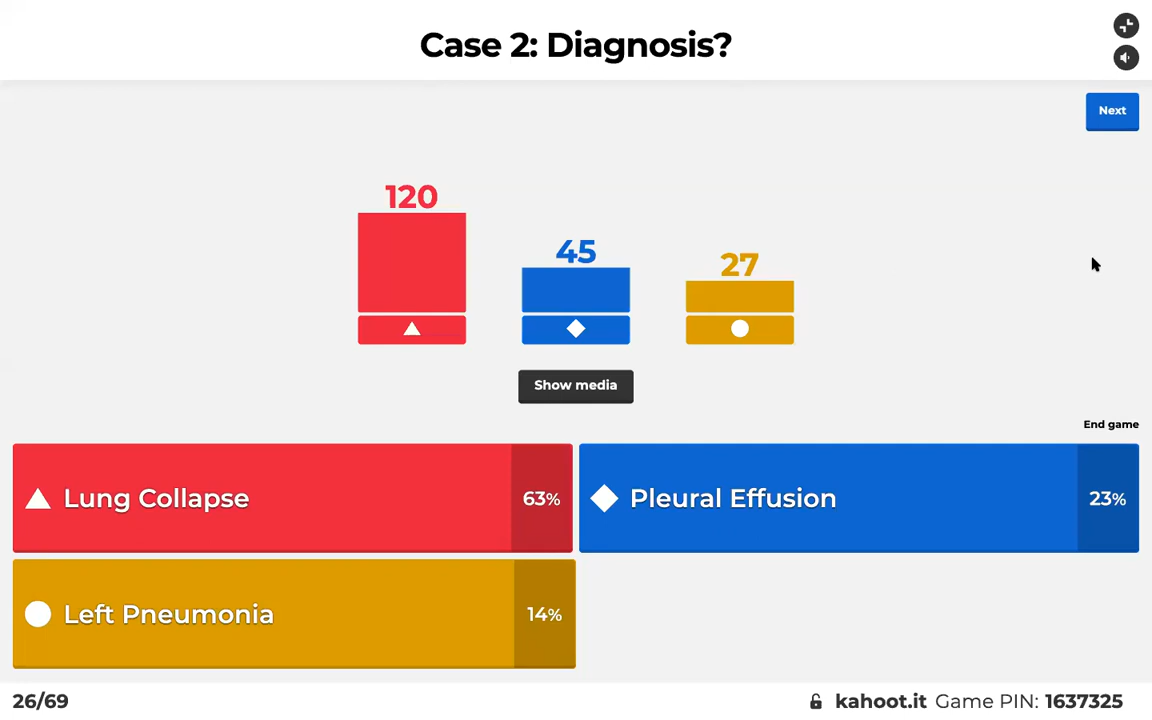 Case 2: Diagnosis?
Next
120
45
27
Show media
End game
Lung Collapse
63%
Pleural Effusion
23%
Left Pneumonia
14%
26/69
kahoot.it Game PIN: 1637325